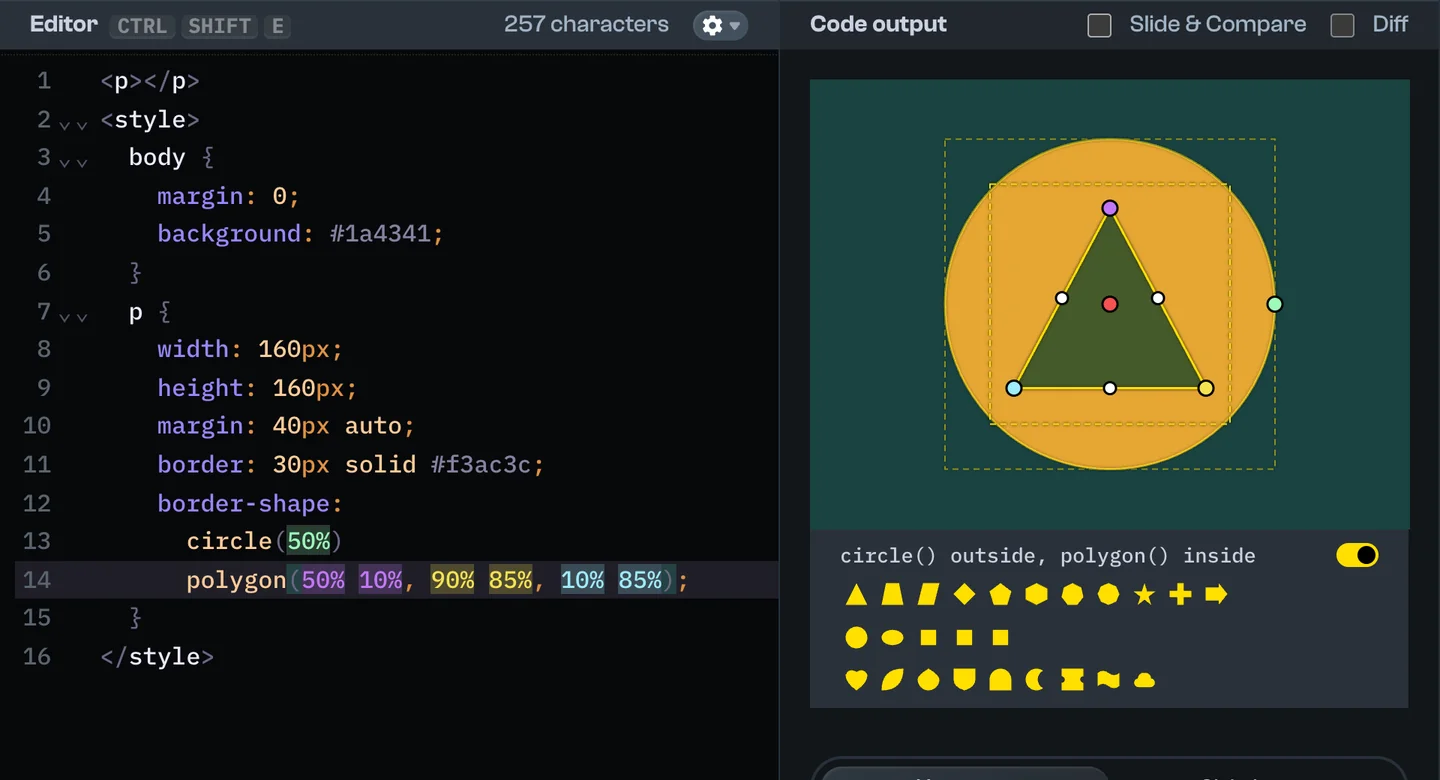 Editor CTRL SHIFT E 257 characters
Code output Slide & Compare Diff
1 <p></p>
2 <style>
3 body {
4 margin: 0;
5 background: #1a4341;
6 }
7 p {
8 width: 160px;
9 height: 160px;
10 margin: 40px auto;
11 border: 30px solid #f3ac3c;
12 border-shape:
13 circle(50%)
14 polygon(50% 10%, 90% 85%, 10% 85%);
15 }
16 </style>
circle() outside, polygon() inside